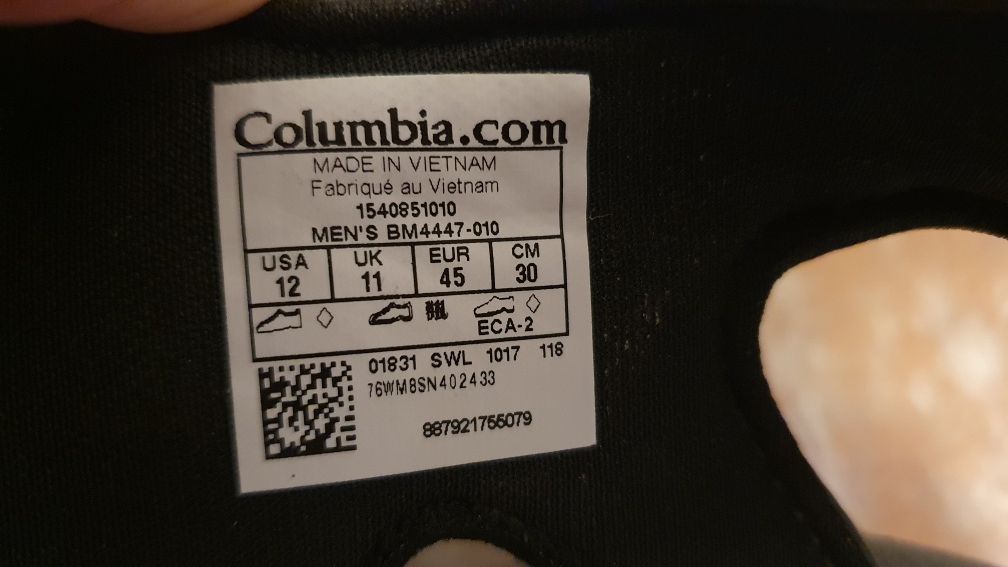 Columbia.com
MADE IN VIETNAM
Fabriqué au Vietnam
1540851010
MEN'S BM4447-010
USA UK EUR CM
12 11 45 30
ECA-2
01831 SWL 1017 118
76WM8SN402433
887921755079